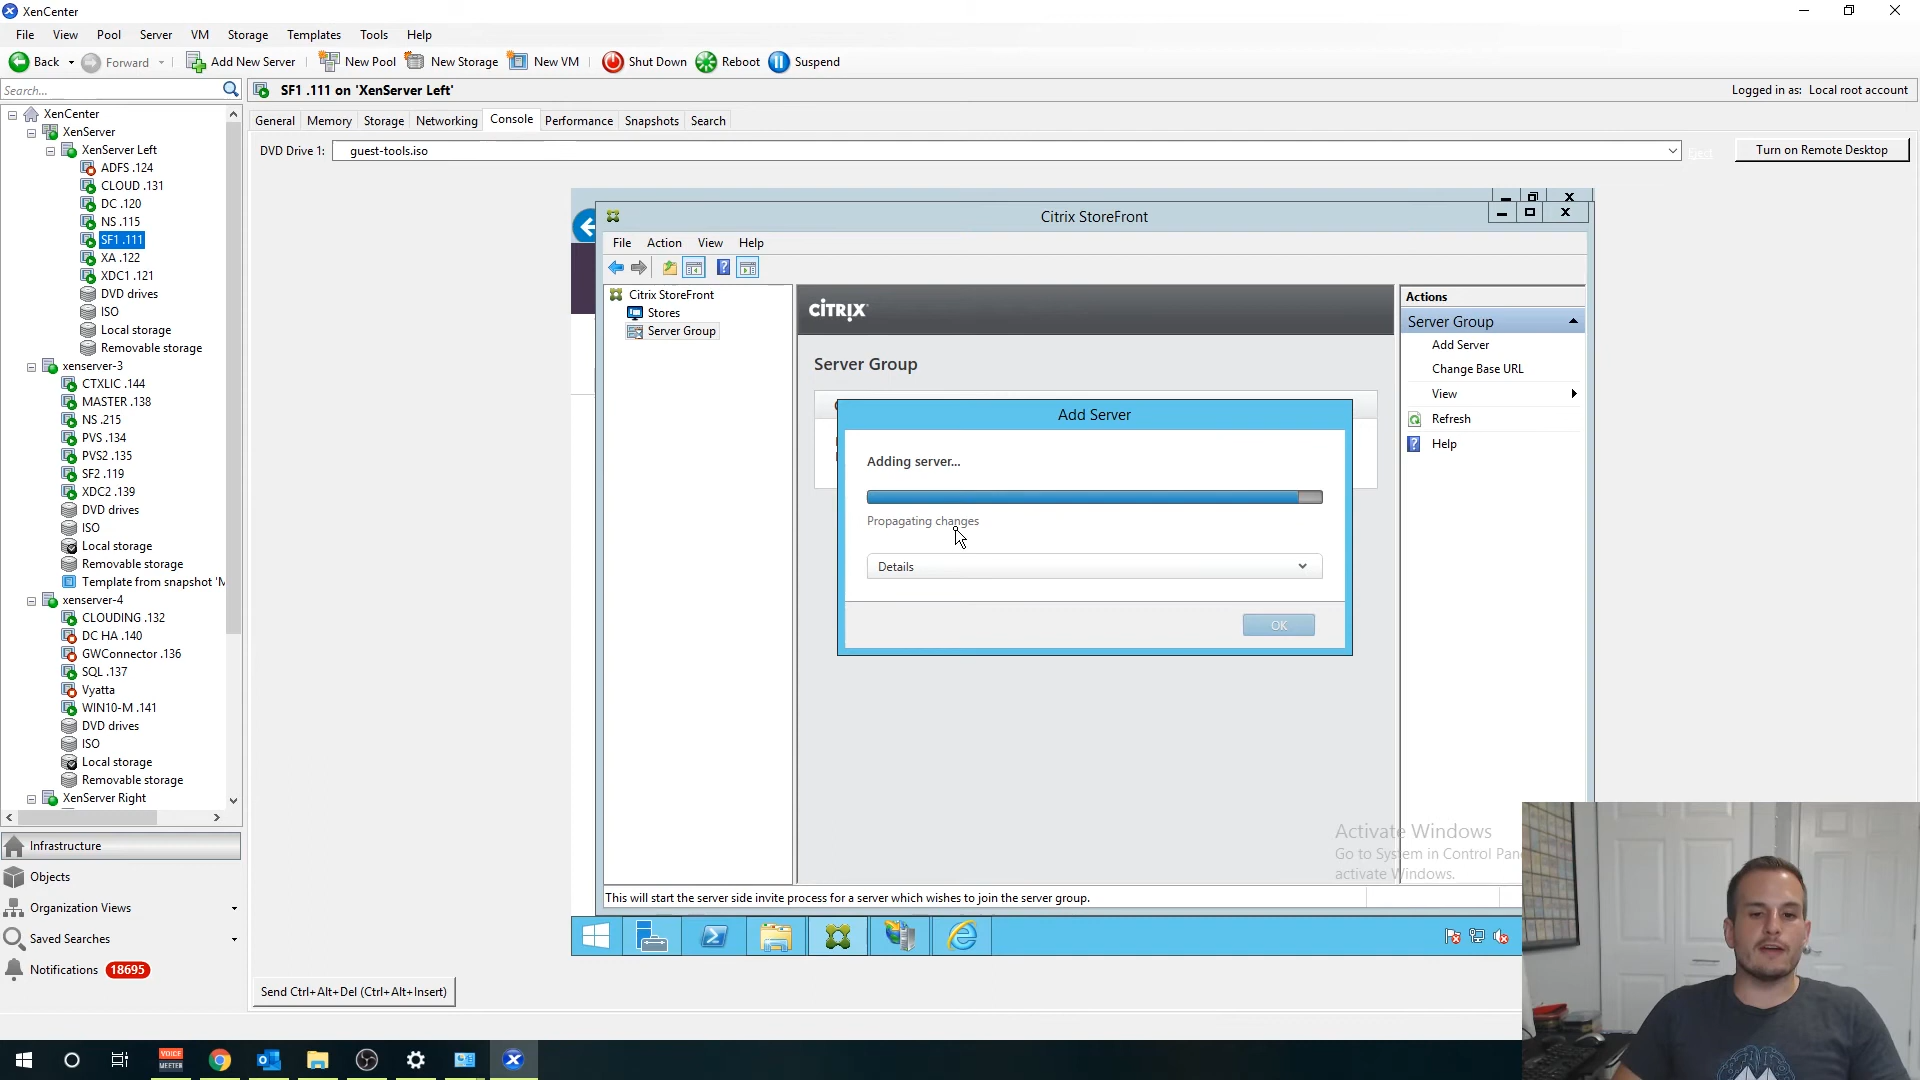 XenCenter
File View Pool Server VM Storage Templates Tools Help
Back Forward Add New Server New Pool New Storage New VM Shut Down Reboot Suspend
Search...
SF1 .111 on 'XenServer Left'
Logged in as: Local root account
General Memory Storage Networking Console Performance Snapshots Search
DVD Drive 1: guest-tools.iso
Eject
Turn on Remote Desktop
XenCenter
XenServer
XenServer Left
ADFS .124
CLOUD .131
DC .120
NS .115
SF1 .111
XA .122
XDC1 .121
DVD drives
ISO
Local storage
Removable storage
xenserver-3
CTXLIC .144
MASTER .138
NS .215
PVS .134
PVS2 .135
SF2 .119
XDC2 .139
DVD drives
ISO
Local storage
Removable storage
Template from snapshot 'M
xenserver-4
CLOUDING .132
DC HA .140
GWConnector .136
SQL .137
Vyatta
WIN10-M .141
DVD drives
ISO
Local storage
Removable storage
XenServer Right
Infrastructure
Objects
Organization Views
Saved Searches
Notifications 18695
Citrix StoreFront
File Action View Help
Citrix StoreFront
Stores
Server Group
CITRIX
Server Group
Add Server
Adding server...
Propagating changes
Details
OK
Actions
Server Group
Add Server
Change Base URL
View
Refresh
Help
Activate Windows
Go to System in Control Pan
activate Windows.
This will start the server side invite process for a server which wishes to join the server group.
Send Ctrl+Alt+Del (Ctrl+Alt+Insert)
VOICE
MEETER